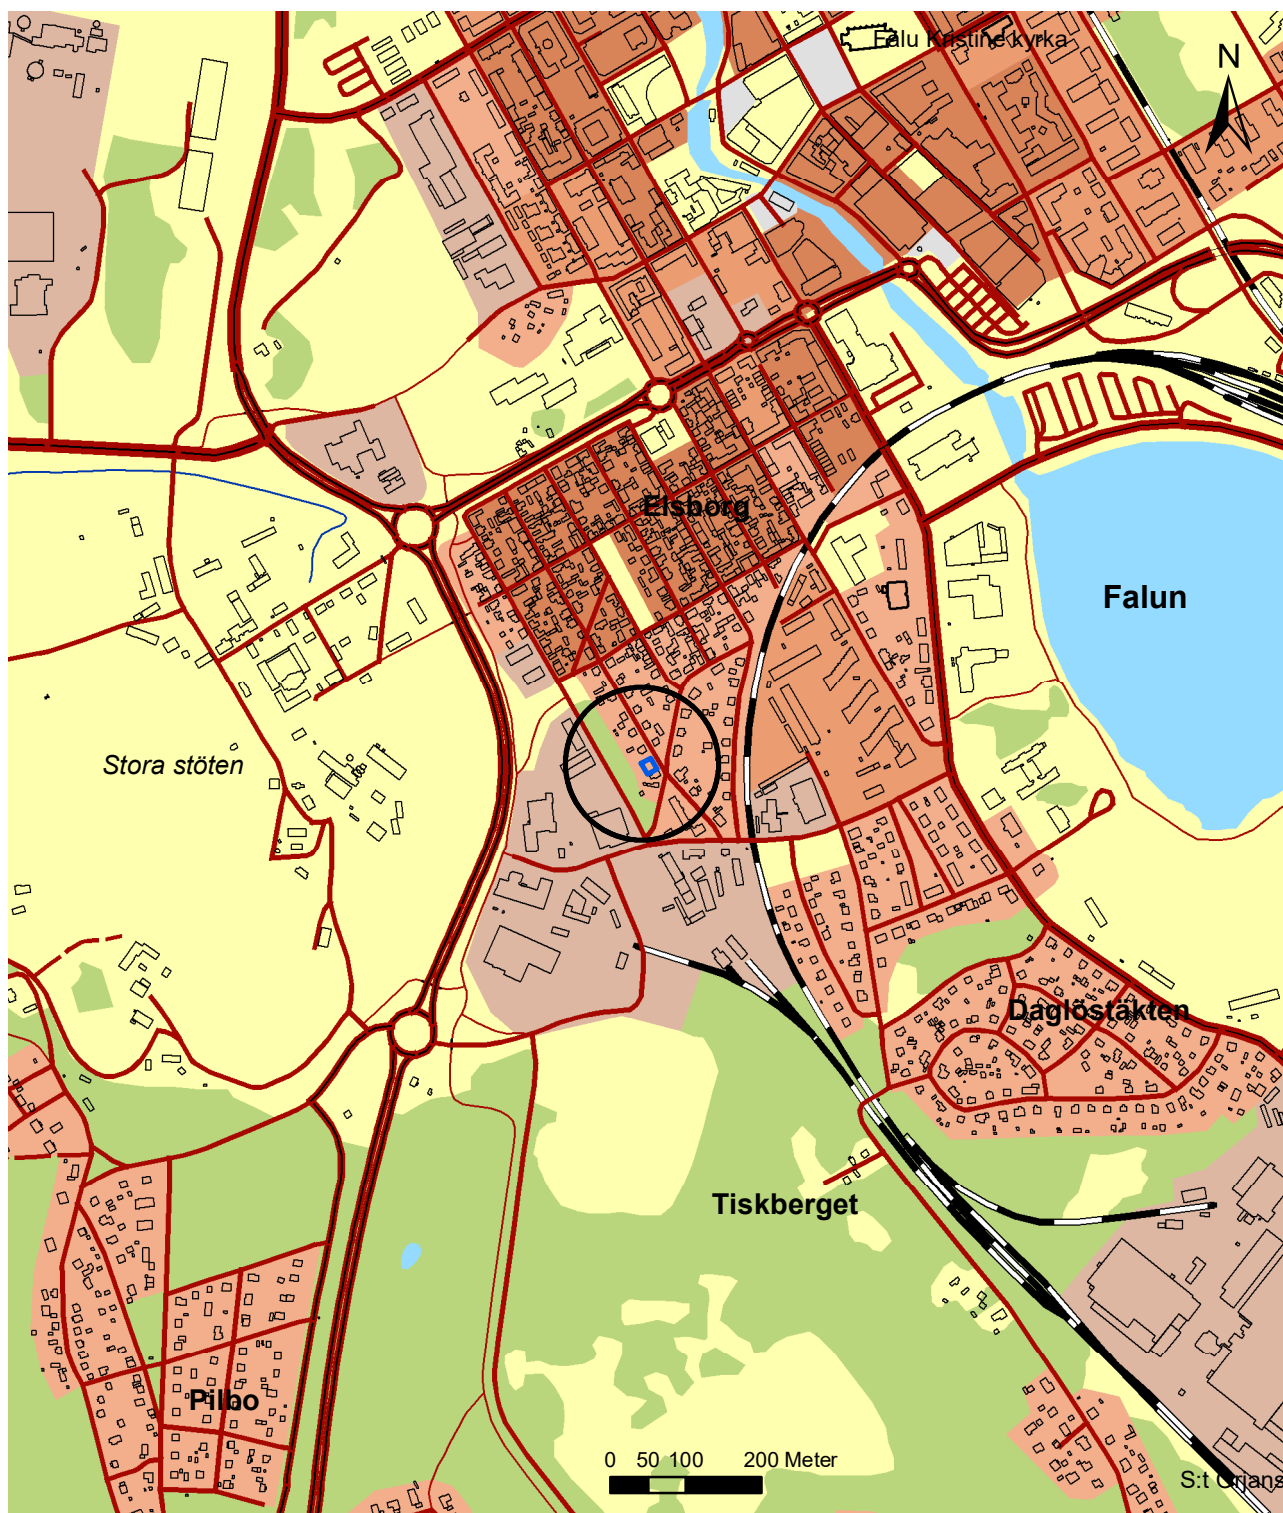 Falu Kristine kyrka
N
Elsborg
Falun
Stora stöten
Daglöstäkten
Tiskberget
Pilbo
0 50 100 200 Meter
S:t Örjans